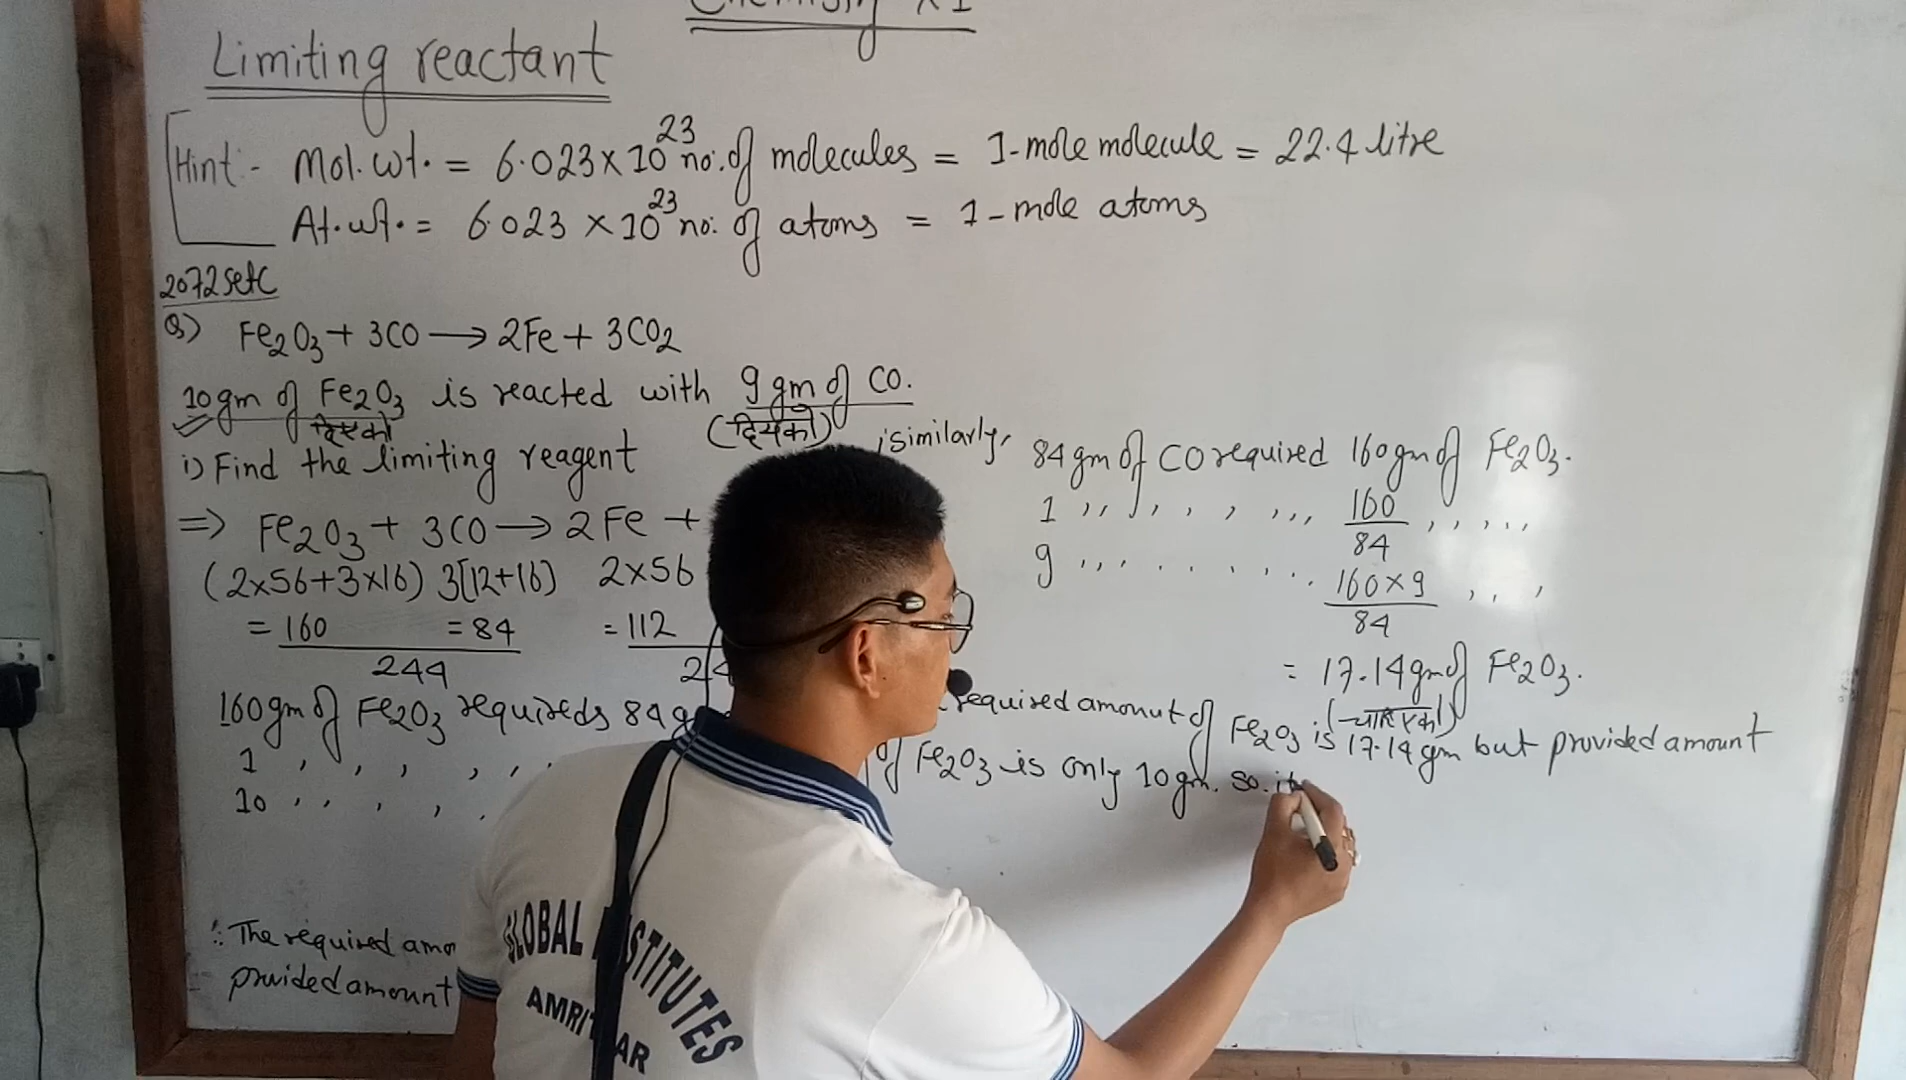 Chemistry XI
Limiting reactant
Hint:- Mol. wt. = 6.023 × 10²³ no. of molecules = 1-mole molecule = 22.4 litre
At. wt. = 6.023 × 10²³ no: of atoms = 1-mole atoms
2072 Set C
Q) Fe₂O₃ + 3CO → 2Fe + 3CO₂
10 gm of Fe₂O₃ is reacted with 9 gm of CO.
(दिएको)
i) Find the limiting reagent
⇒ Fe₂O₃ + 3CO → 2Fe +
(2×56+3×16) 3[12+16) 2×56
= 160 = 84 = 112
244 24
160 gm of Fe₂O₃ requireds 84 g
1 , , , , ,
10 , , , , ,
∴ The required amo
provided amount
similarly,
84 gm of CO required 160 gm of Fe₂O₃.
1 ,, , , , , ,,, 160/84 , , , , ,
9 ,,, . . . . . . . (160×9)/84 , , ,
= 17.14 gm of Fe₂O₃.
required amonut of Fe₂O₃ is 17.14 gm but provided amount
of Fe₂O₃ is only 10 gm. so. it
GLOBAL
AMRIT